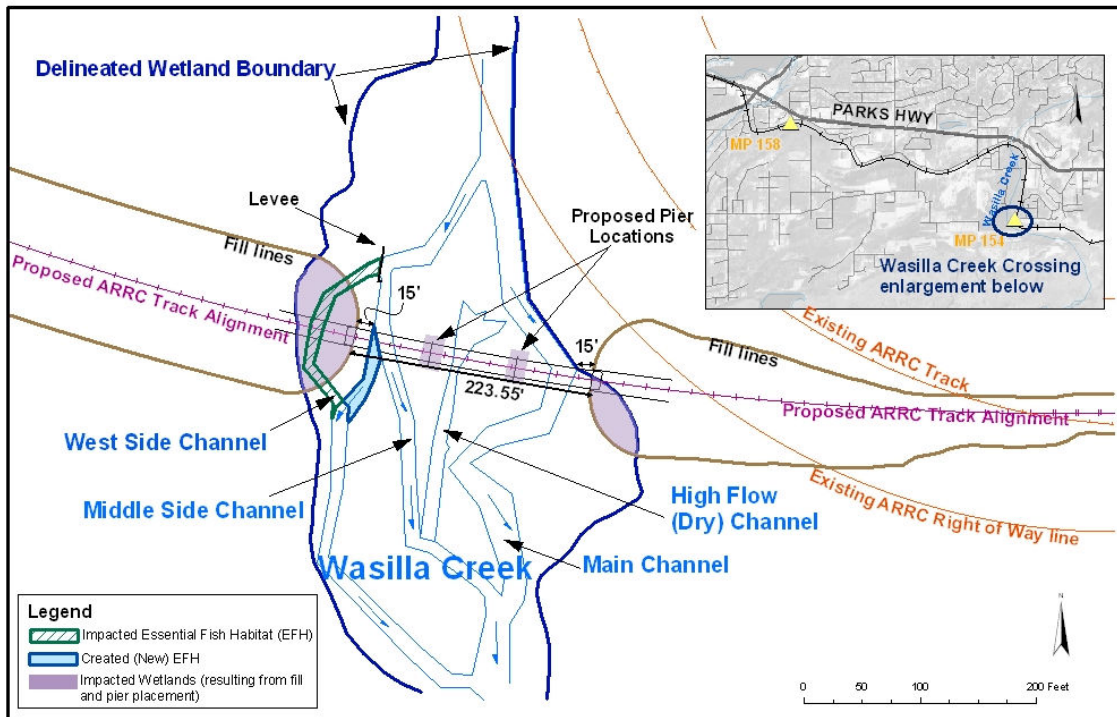 Delineated Wetland Boundary
PARKS HWY
MP 158
Wasilla Creek
MP 154
Wasilla Creek Crossing
enlargement below
Levee
Proposed Pier
Locations
Fill lines
15'
Proposed ARRC Track Alignment
15'
Existing ARRC Track
Fill lines
223.55'
Proposed ARRC Track Alignment
West Side Channel
Middle Side Channel
High Flow
(Dry) Channel
Existing ARRC Right of Way line
Main Channel
Wasilla Creek
Legend
Impacted Essential Fish Habitat (EFH)
Created (New) EFH
Impacted Wetlands (resulting from fill
and pier placement)
N
0 50 100 200 Feet